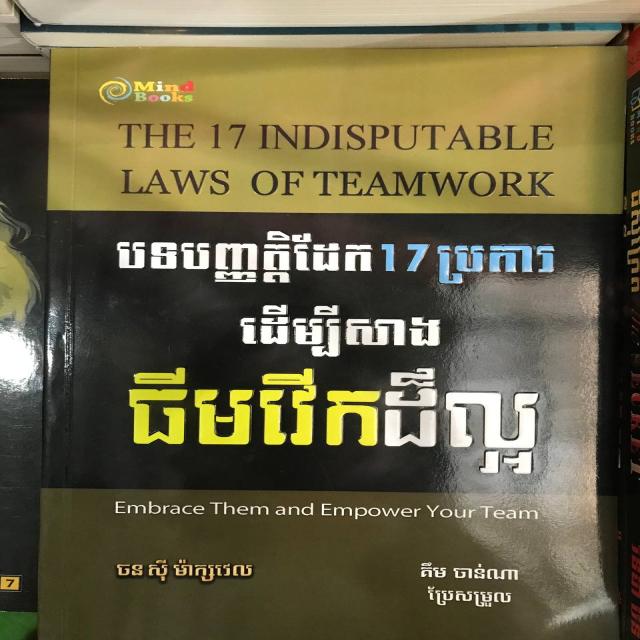 Mind
Books
THE 17 INDISPUTABLE
LAWS OF TEAMWORK
បទបញ្ញត្តិដែក 17 ប្រការ
ដើម្បីសាង
ធីមវើកដ៏ល្អ
Embrace Them and Empower Your Team
ចន ស៊ី ម៉ាក្សវេល
គឹម ចាន់ណា
ប្រែសម្រួល
7